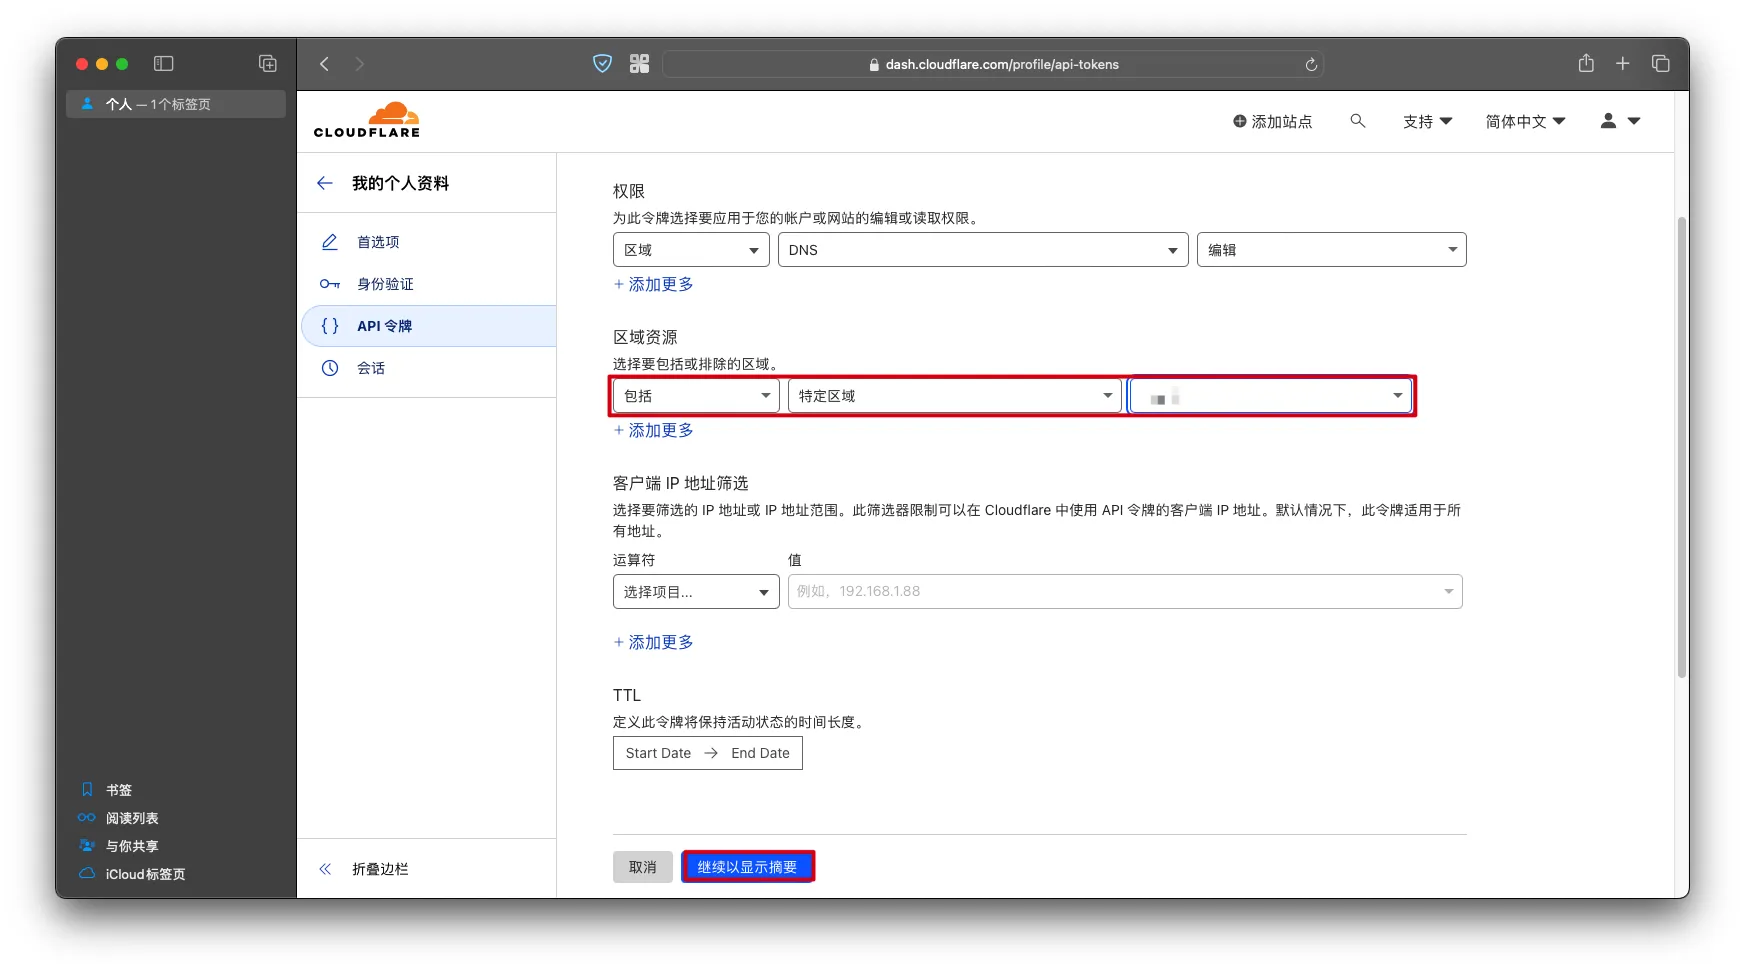 dash.cloudflare.com/profile/api-tokens
个人 — 1个标签页
CLOUDFLARE
添加站点
支持
简体中文
我的个人资料
首选项
身份验证
API 令牌
会话
权限
为此令牌选择要应用于您的帐户或网站的编辑或读取权限。
区域 DNS 编辑
+ 添加更多
区域资源
选择要包括或排除的区域。
包括 特定区域
+ 添加更多
客户端 IP 地址筛选
选择要筛选的 IP 地址或 IP 地址范围。此筛选器限制可以在 Cloudflare 中使用 API 令牌的客户端 IP 地址。默认情况下，此令牌适用于所
有地址。
运算符 值
选择项目... 例如，192.168.1.88
+ 添加更多
TTL
定义此令牌将保持活动状态的时间长度。
Start Date → End Date
取消 继续以显示摘要
书签
阅读列表
与你共享
iCloud标签页
折叠边栏